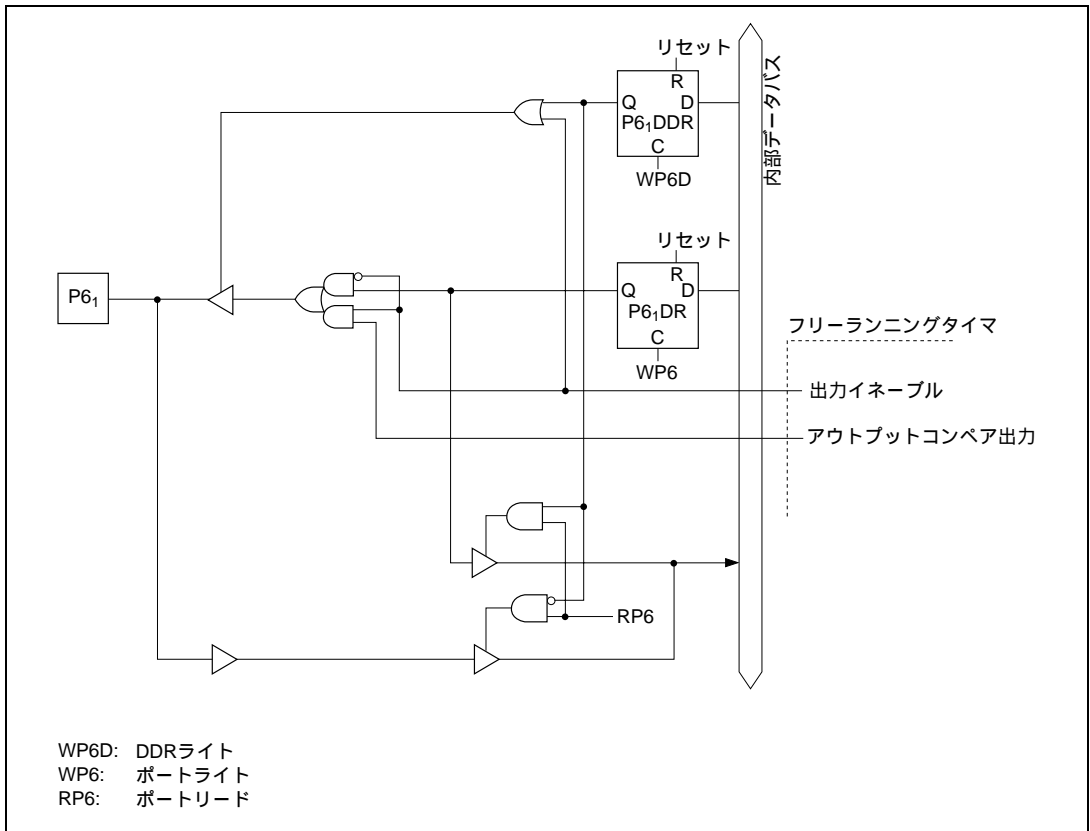 リセット
R
Q D
P6₁DDR
C
WP6D
内部データバス
リセット
R
Q D
P6₁DR
C
WP6
P6₁
フリーランニングタイマ
出力イネーブル
アウトプットコンペア出力
RP6
WP6D: DDRライト
WP6: ポートライト
RP6: ポートリード